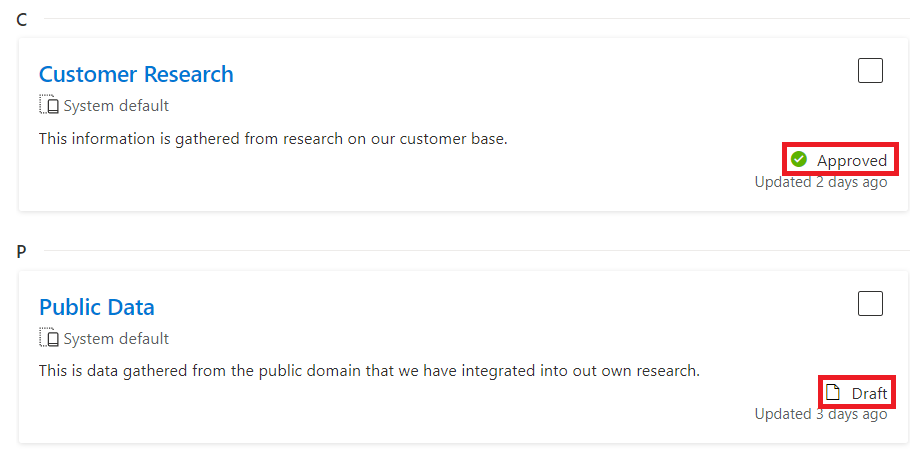 C
Customer Research
System default
This information is gathered from research on our customer base.
Approved
Updated 2 days ago
P
Public Data
System default
This is data gathered from the public domain that we have integrated into out own research.
Draft
Updated 3 days ago